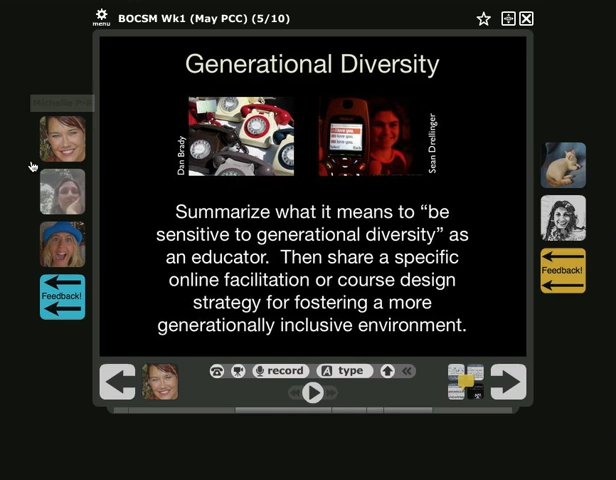 menu
BOCSM Wk1 (May PCC) (5/10)
Generational Diversity
Dan Brady
Sean Drellinger
Summarize what it means to “be
sensitive to generational diversity” as
an educator. Then share a specific
online facilitation or course design
strategy for fostering a more
generationally inclusive environment.
Feedback!
Feedback!
record
A type